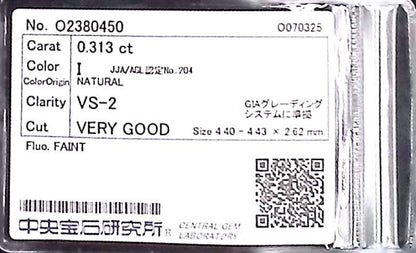 No. O2380450 O070325
Carat 0.313 ct
Color I JJA/AGL認定No.204
ColorOrigin NATURAL
Clarity VS-2 GIAグレーディング
システムに準拠
Cut VERY GOOD Size 4.40 - 4.43 × 2.62 mm
Fluo. FAINT
中央宝石研究所® CENTRAL GEM
LABORATORY